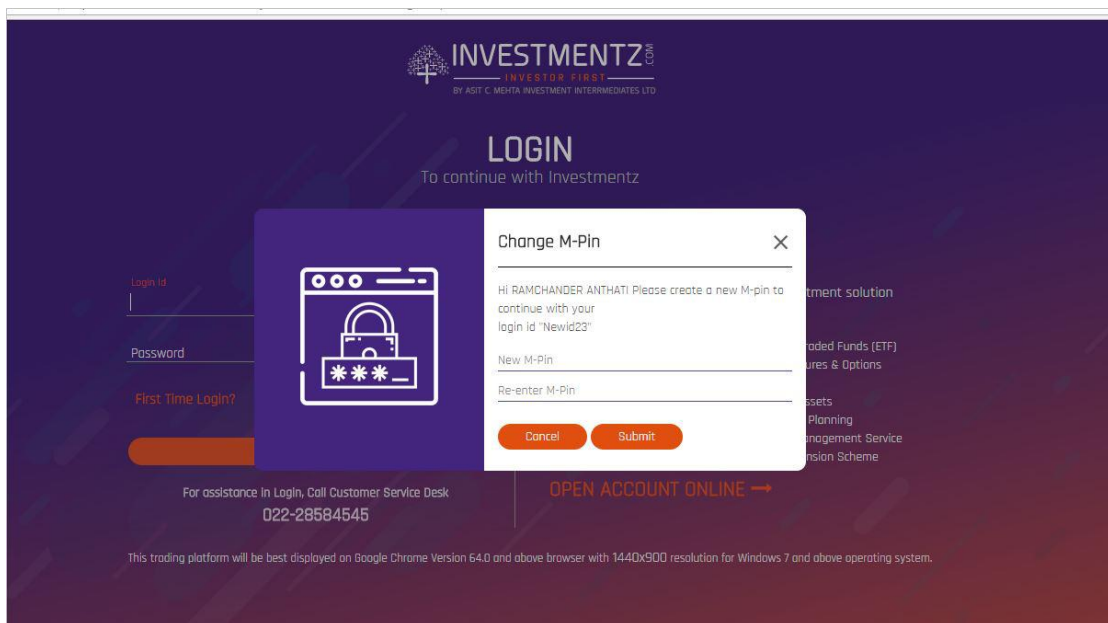 INVESTMENTZ.COM
INVESTOR FIRST
BY ASIT C. MEHTA INVESTMENT INTERRMEDIATES LTD
LOGIN
To continue with Investmentz
Login Id
Password
First Time Login?
For assistance in Login, Call Customer Service Desk
022-28584545
Change M-Pin
Hi RAMCHANDER ANTHATI Please create a new M-pin to
continue with your
login id "Newid23"
New M-Pin
Re-enter M-Pin
Cancel Submit
***_
tment solution
raded Funds (ETF)
ures & Options
ssets
Planning
anagement Service
nsion Scheme
OPEN ACCOUNT ONLINE →
This trading platform will be best displayed on Google Chrome Version 64.0 and above browser with 1440x900 resolution for Windows 7 and above operating system.